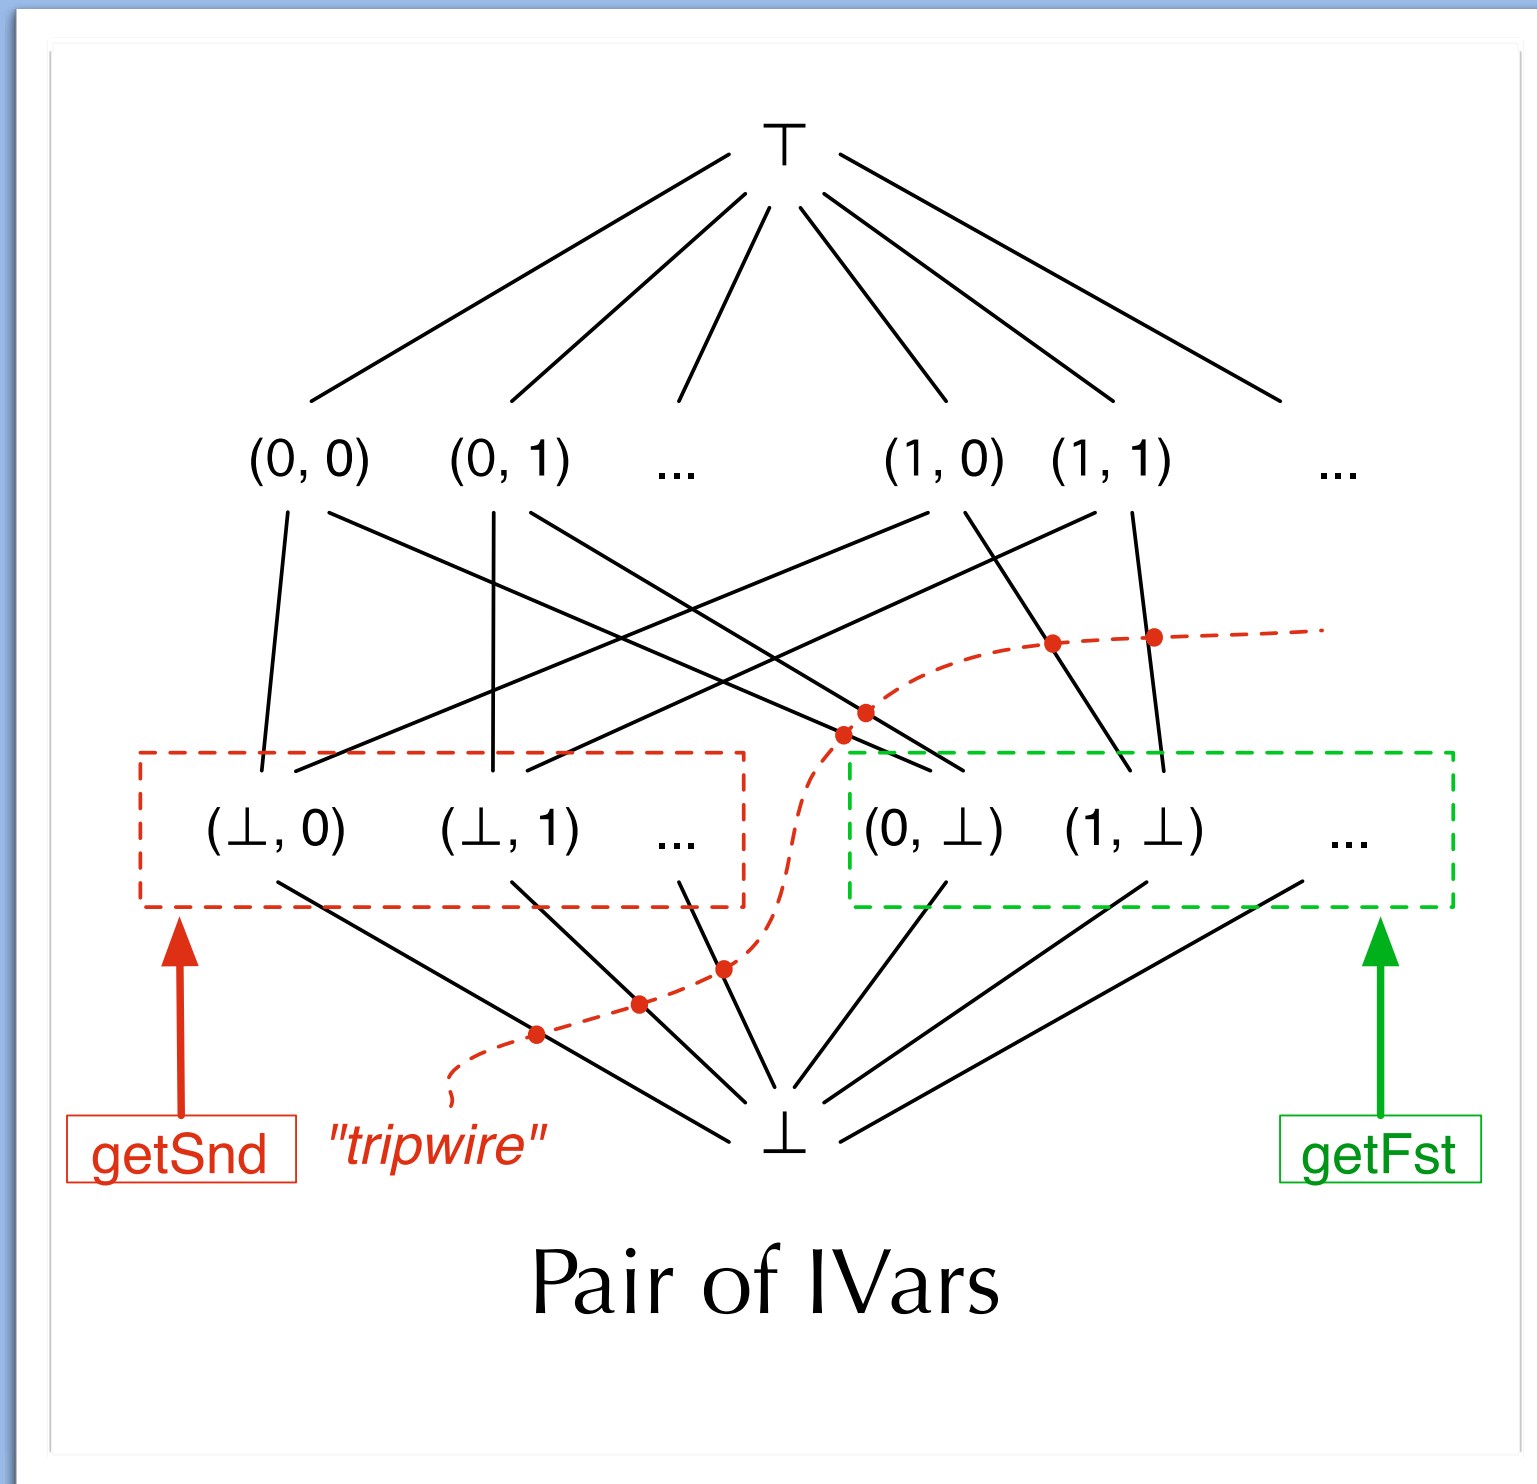 ⊤
(0, 0) (0, 1) ... (1, 0) (1, 1) ...
(⊥, 0) (⊥, 1) ... (0, ⊥) (1, ⊥) ...
getSnd "tripwire" ⊥ getFst
Pair of IVars